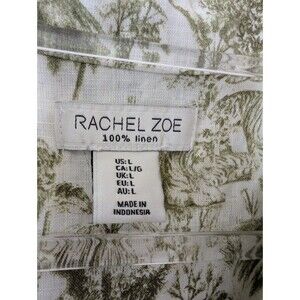 RACHEL ZOE
100% linen
US:L
CA:L/G
UK:L
EU:L
AU:L
MADE IN
INDONESIA